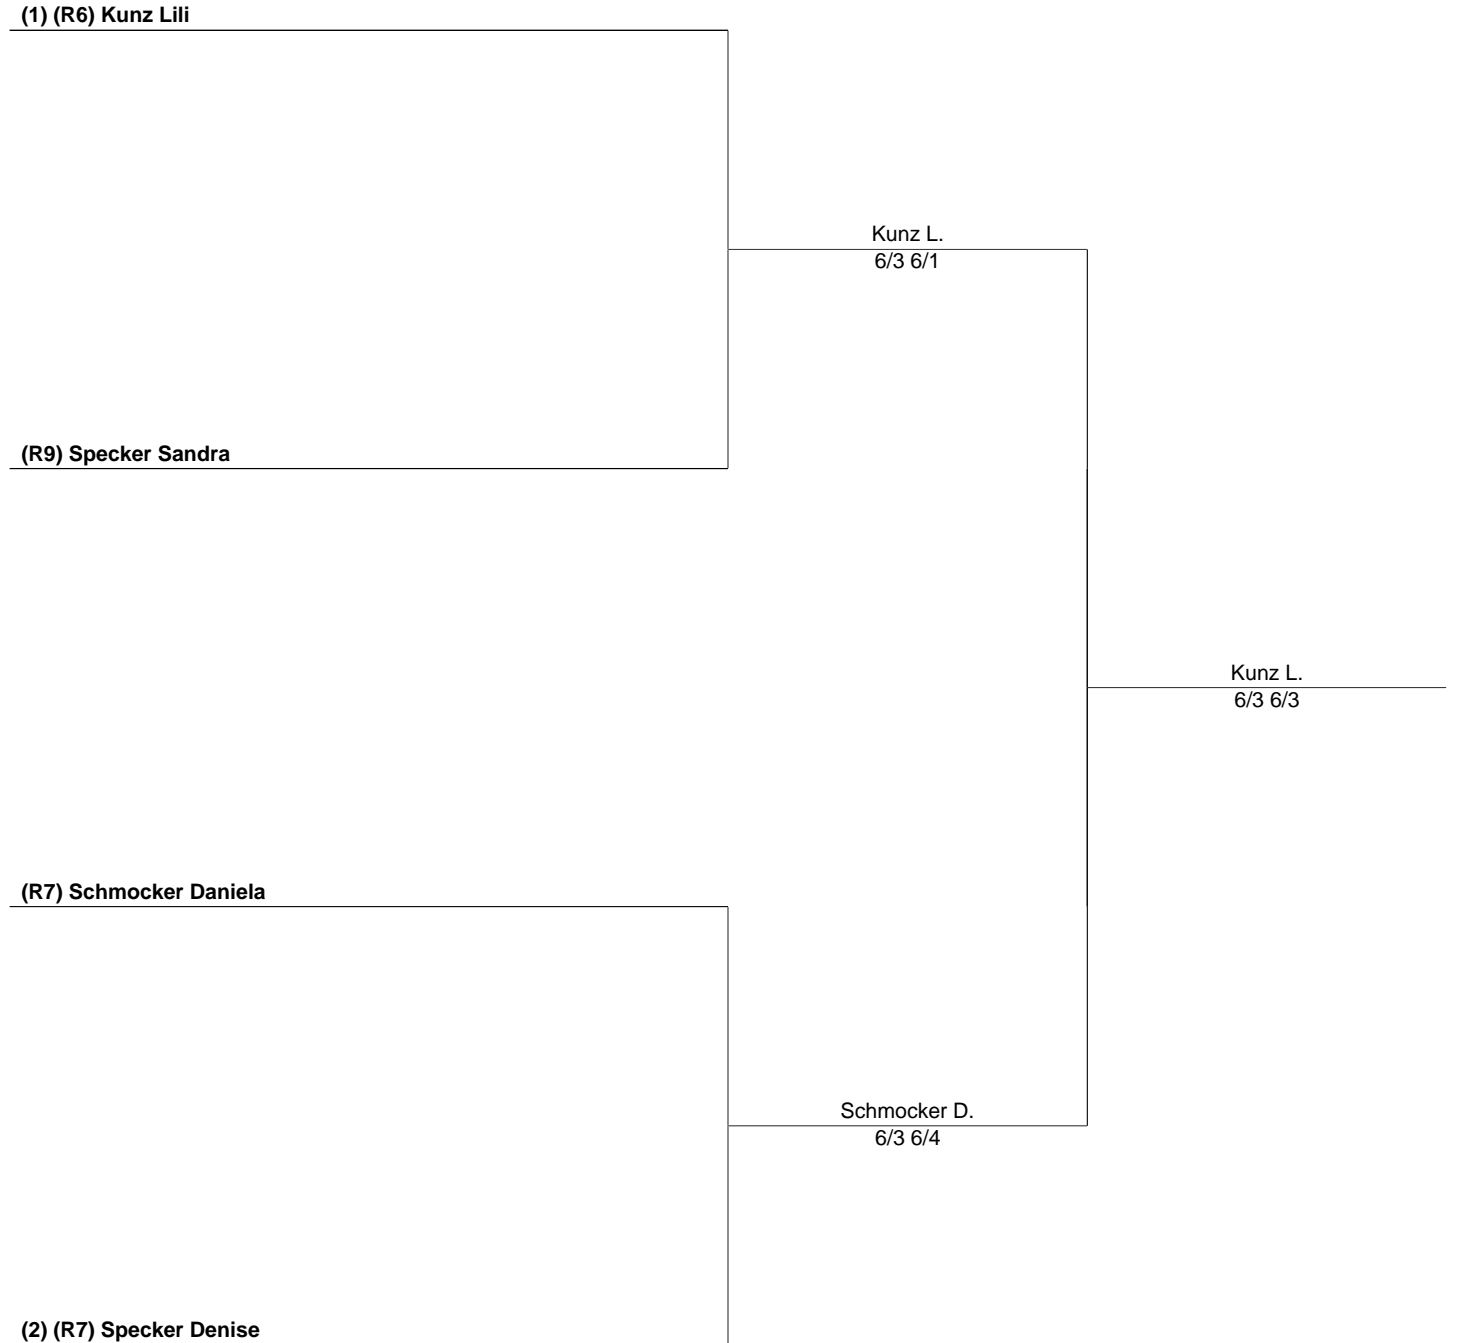 (1) (R6) Kunz Lili
Kunz L.
6/3 6/1
(R9) Specker Sandra
Kunz L.
6/3 6/3
(R7) Schmocker Daniela
Schmocker D.
6/3 6/4
(2) (R7) Specker Denise